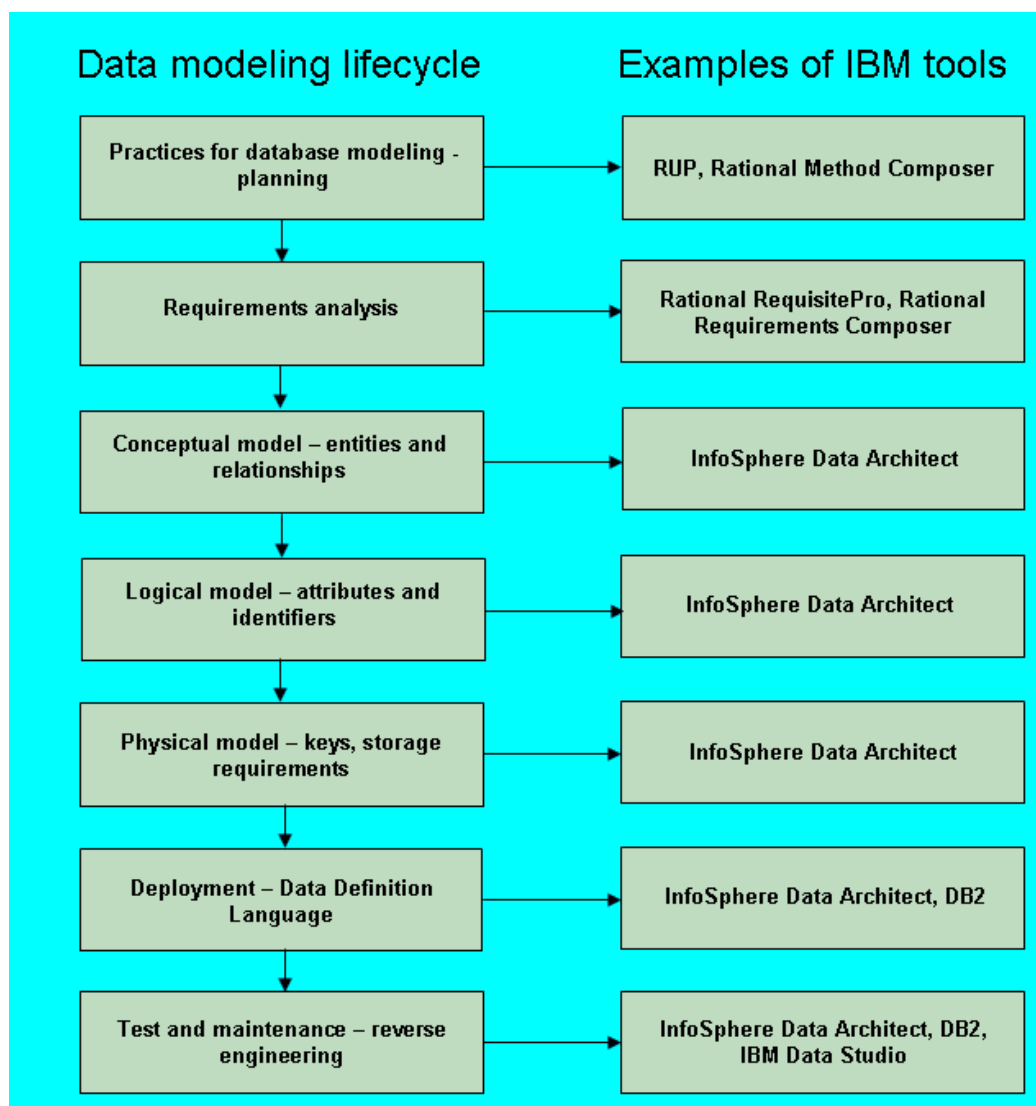 Data modeling lifecycle
Examples of IBM tools
Practices for database modeling -
planning
RUP, Rational Method Composer
Requirements analysis
Rational RequisitePro, Rational
Requirements Composer
Conceptual model – entities and
relationships
InfoSphere Data Architect
Logical model – attributes and
identifiers
InfoSphere Data Architect
Physical model – keys, storage
requirements
InfoSphere Data Architect
Deployment – Data Definition
Language
InfoSphere Data Architect, DB2
Test and maintenance – reverse
engineering
InfoSphere Data Architect, DB2,
IBM Data Studio